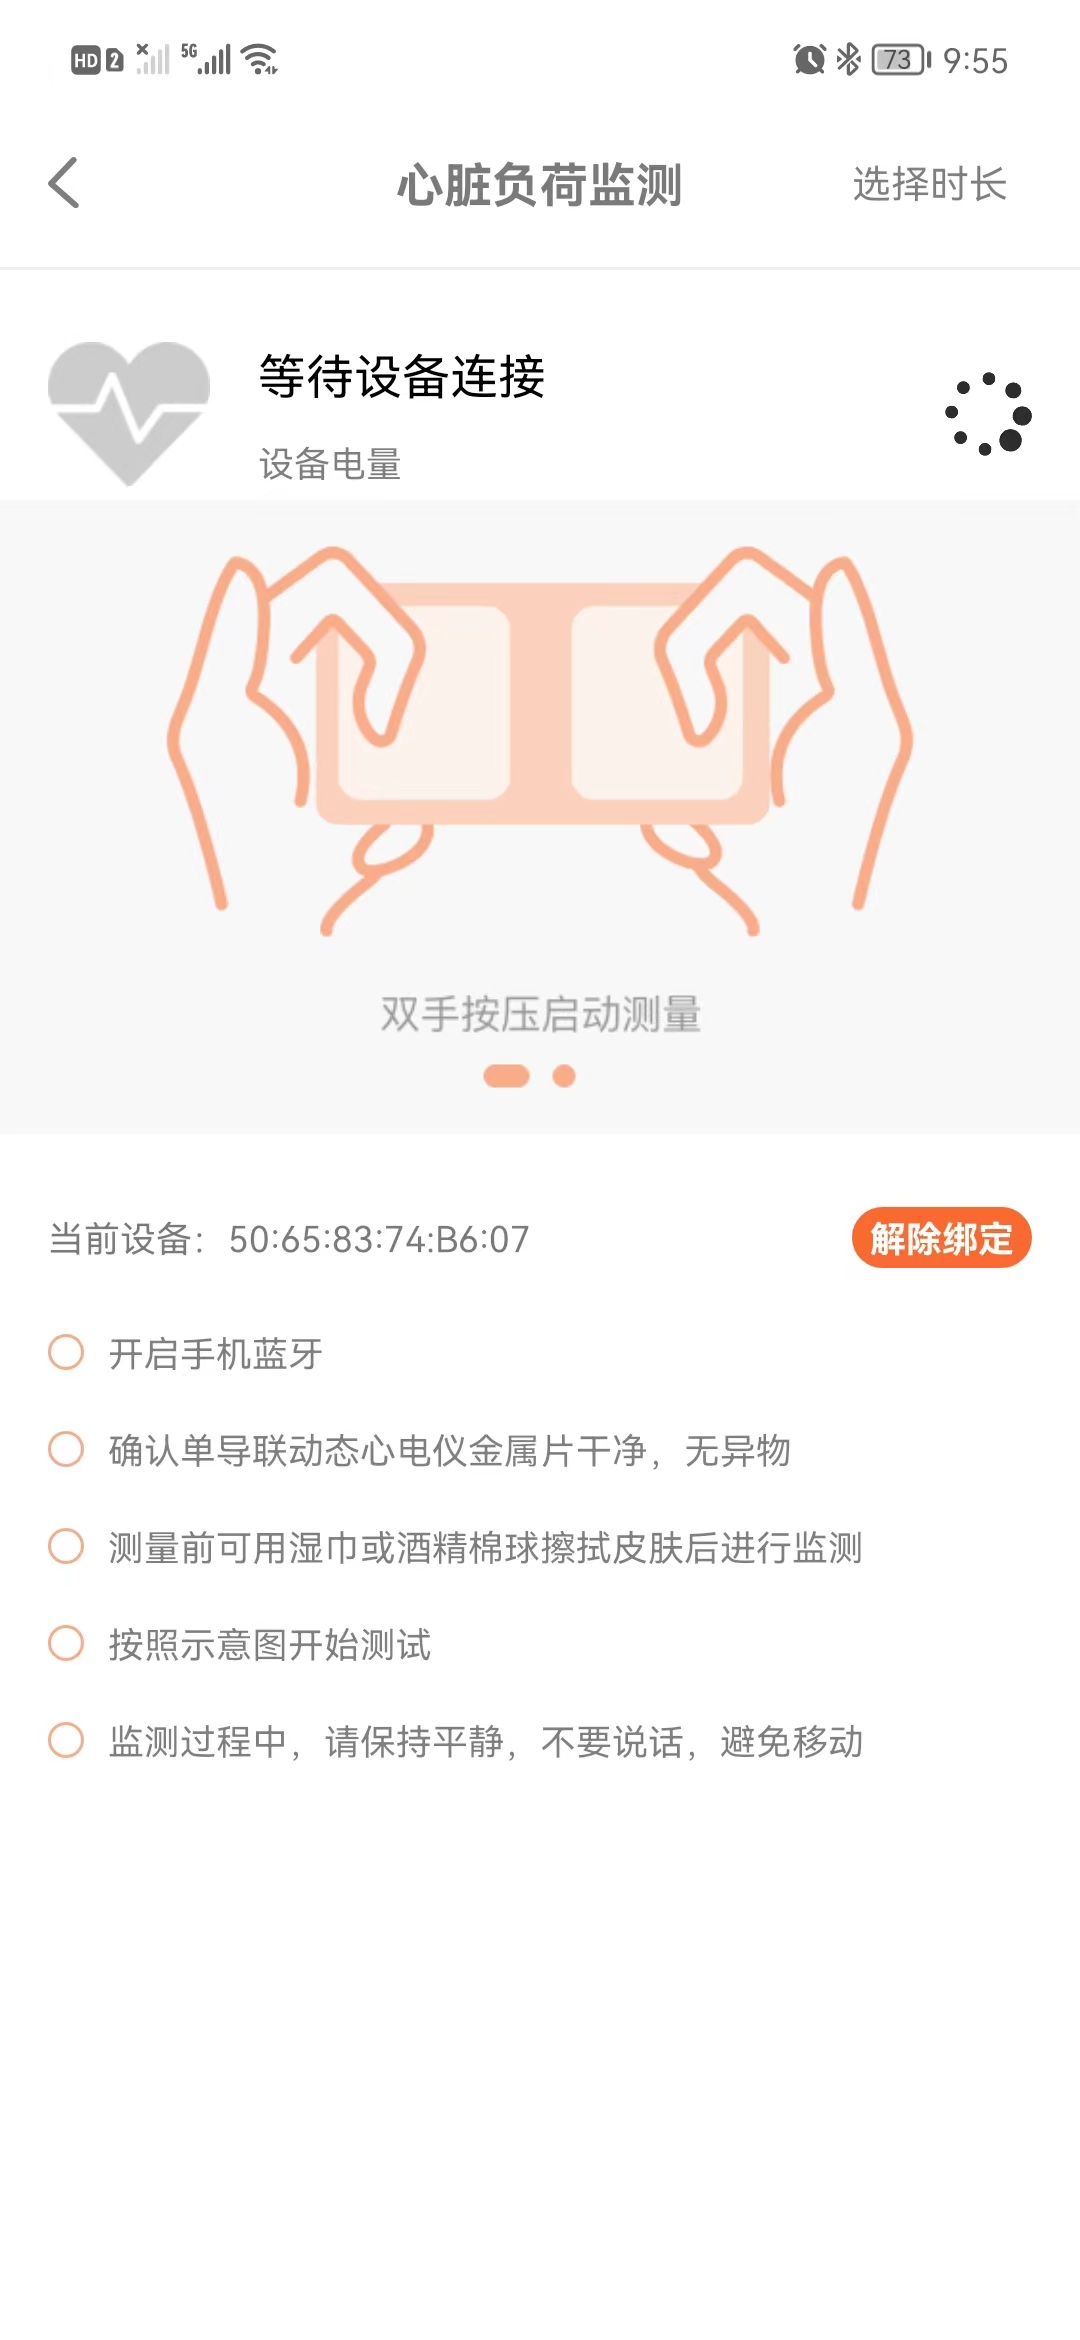 HD 2 5G 73 9:55
心脏负荷监测 选择时长
等待设备连接
设备电量
双手按压启动测量
当前设备：50:65:83:74:B6:07 解除绑定
开启手机蓝牙
确认单导联动态心电仪金属片干净，无异物
测量前可用湿巾或酒精棉球擦拭皮肤后进行监测
按照示意图开始测试
监测过程中，请保持平静，不要说话，避免移动